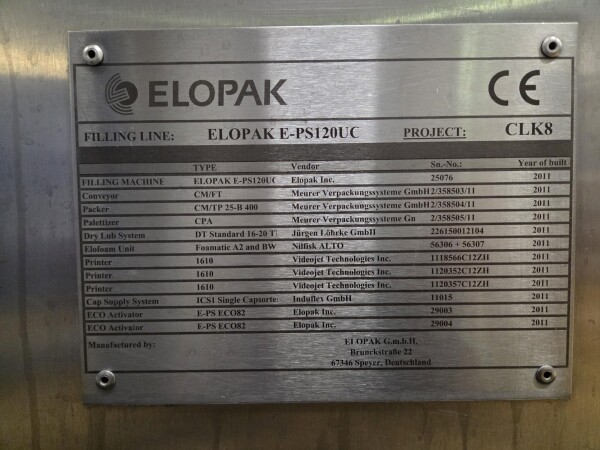 ELOPAK CE
FILLING LINE: ELOPAK E-PS120UC PROJECT: CLK8
TYPE Vendor Sn.-No.: Year of built
FILLING MACHINE ELOPAK E-PS120UC Elopak Inc. 25076 2011
Conveyor CM/FT Meurer Verpackungssysteme GmbH 2/358503/11 2011
Packer CM/TP 25-B 400 Meurer Verpackungssysteme GmbH 2/358504/11 2011
Palettizer CPA Meurer Verpackungssysteme Gn 2/358505/11 2011
Dry Lub System DT Standard 16-20 T Jürgen Löhrke GmbH 226150012104 2011
Elofoam Unit Foamatic A2 and BW Nilfisk ALTO 56306 + 56307 2011
Printer 1610 Videojet Technologies Inc. 1118566C12ZH 2011
Printer 1610 Videojet Technologies Inc. 1120352C12ZH 2011
Printer 1610 Videojet Technologies Inc. 1120357C12ZH 2011
Cap Supply System ICS1 Single Capsorte Induflex GmbH 11015 2011
ECO Activator E-PS ECO82 Elopak Inc. 29003 2011
ECO Activator E-PS ECO82 Elopak Inc. 29004 2011
Manufactured by: ELOPAK G.m.b.H,
Brunckstraße 22
67346 Speyer, Deutschland